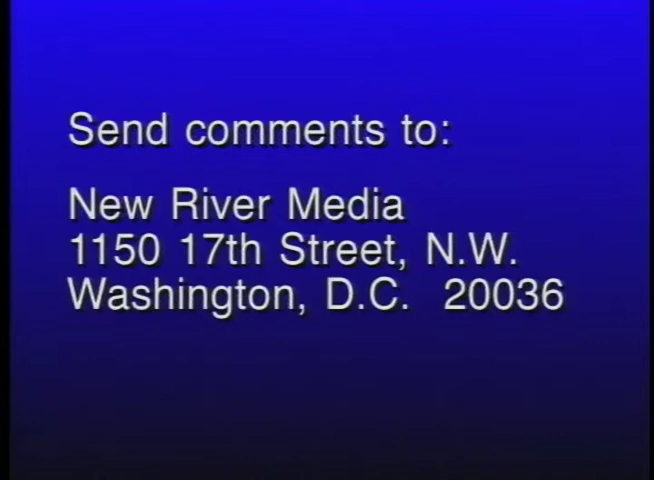 Send comments to:
New River Media
1150 17th Street, N.W.
Washington, D.C.  20036